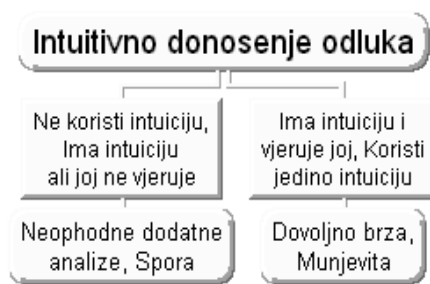 Intuitivno donosenje odluka
Ne koristi intuiciju,
Ima intuiciju
ali joj ne vjeruje
Ima intuiciju i
vjeruje joj, Koristi
jedino intuiciju
Neophodne dodatne
analize, Spora
Dovoljno brza,
Munjevita